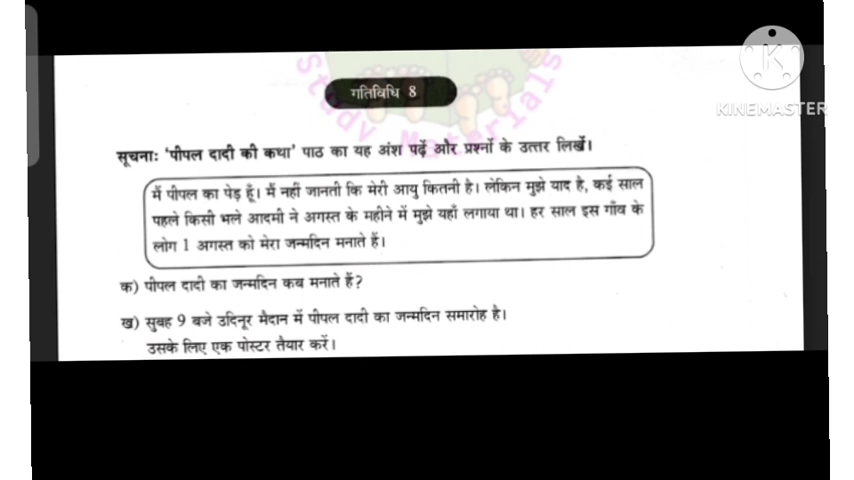 Study Materials
KINEMASTER
गतिविधि 8
सूचनाः 'पीपल दादी की कथा' पाठ का यह अंश पढ़ें और प्रश्नों के उत्तर लिखें।
मैं पीपल का पेड़ हूँ। मैं नहीं जानती कि मेरी आयु कितनी है। लेकिन मुझे याद है, कई साल
पहले किसी भले आदमी ने अगस्त के महीने में मुझे यहाँ लगाया था। हर साल इस गाँव के
लोग 1 अगस्त को मेरा जन्मदिन मनाते हैं।
क) पीपल दादी का जन्मदिन कब मनाते हैं?
ख) सुबह 9 बजे उदिनूर मैदान में पीपल दादी का जन्मदिन समारोह है।
उसके लिए एक पोस्टर तैयार करें।